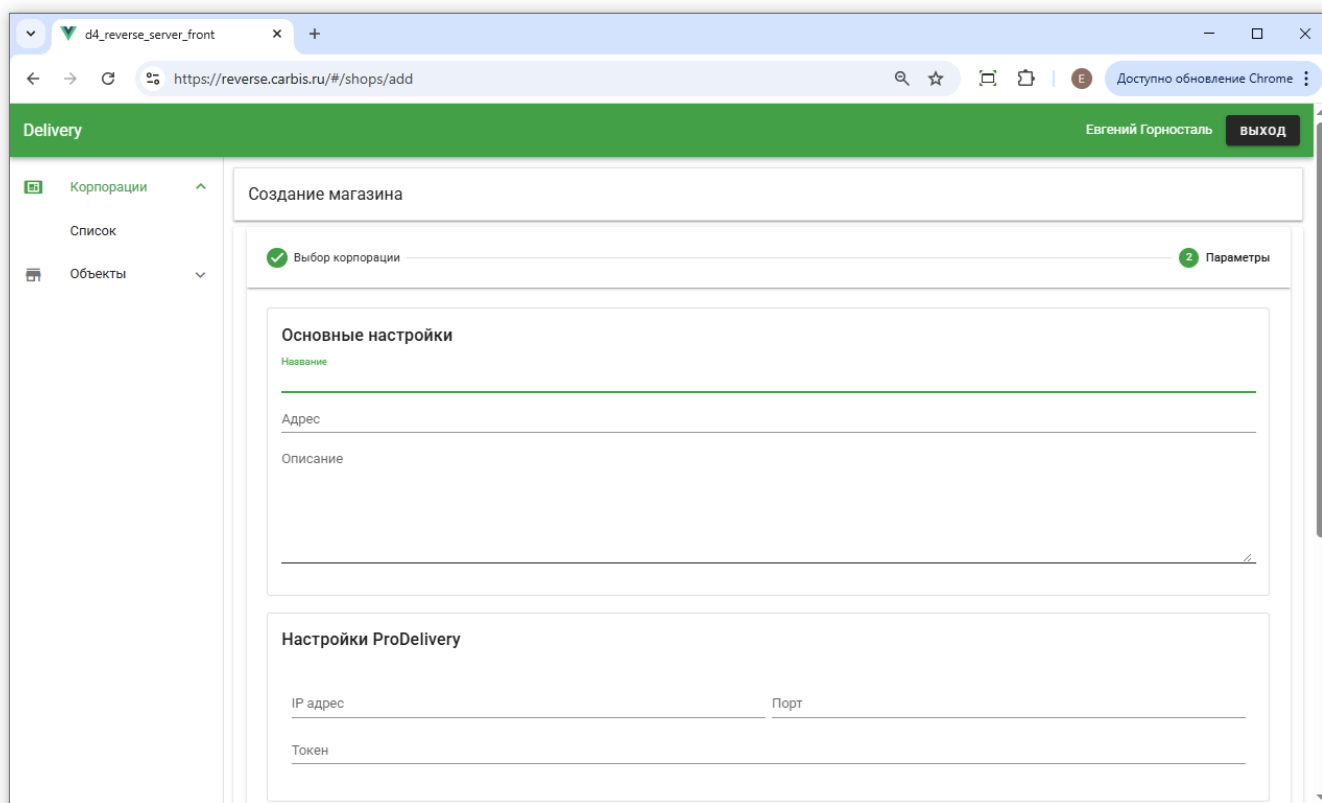 d4_reverse_server_front
https://reverse.carbis.ru/#/shops/add
E
Доступно обновление Chrome
Delivery
Евгений Горносталь
ВЫХОД
Корпорации
Список
Объекты
Создание магазина
Выбор корпорации
2 Параметры
Основные настройки
Название
Адрес
Описание
Настройки ProDelivery
IP адрес
Порт
Токен